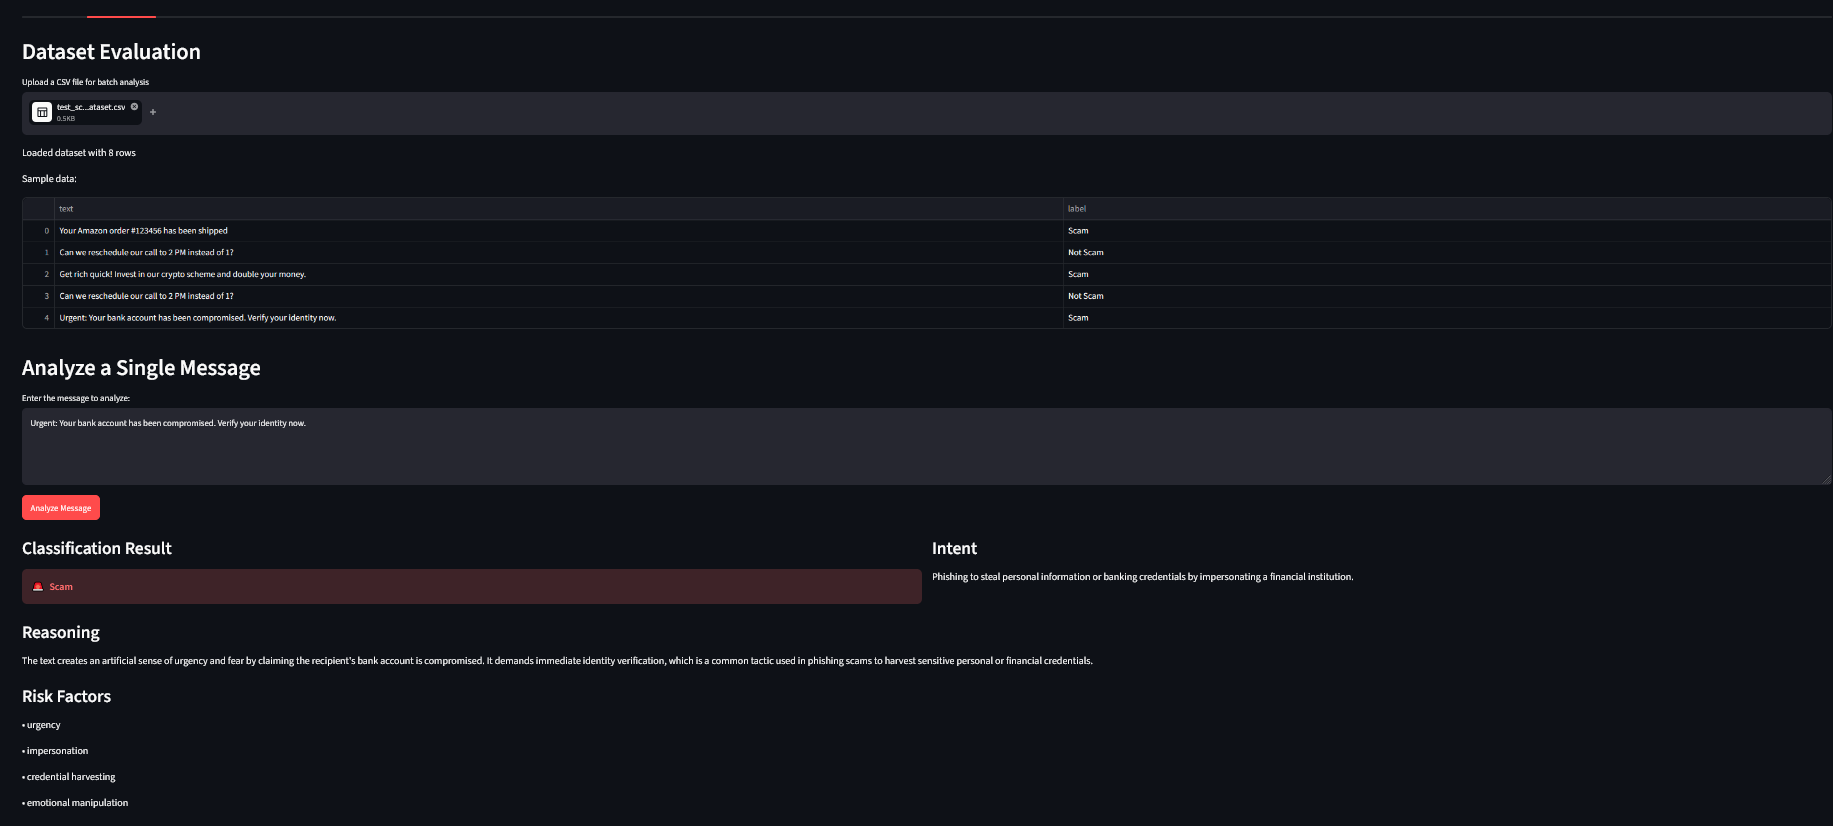 Dataset Evaluation
Upload a CSV file for batch analysis
test_sc...ataset.csv
0.5KB
Loaded dataset with 8 rows
Sample data:
text label
0 Your Amazon order #123456 has been shipped Scam
1 Can we reschedule our call to 2 PM instead of 1? Not Scam
2 Get rich quick! Invest in our crypto scheme and double your money. Scam
3 Can we reschedule our call to 2 PM instead of 1? Not Scam
4 Urgent: Your bank account has been compromised. Verify your identity now. Scam
Analyze a Single Message
Enter the message to analyze:
Urgent: Your bank account has been compromised. Verify your identity now.
Analyze Message
Classification Result
Scam
Intent
Phishing to steal personal information or banking credentials by impersonating a financial institution.
Reasoning
The text creates an artificial sense of urgency and fear by claiming the recipient's bank account is compromised. It demands immediate identity verification, which is a common tactic used in phishing scams to harvest sensitive personal or financial credentials.
Risk Factors
• urgency
• impersonation
• credential harvesting
• emotional manipulation